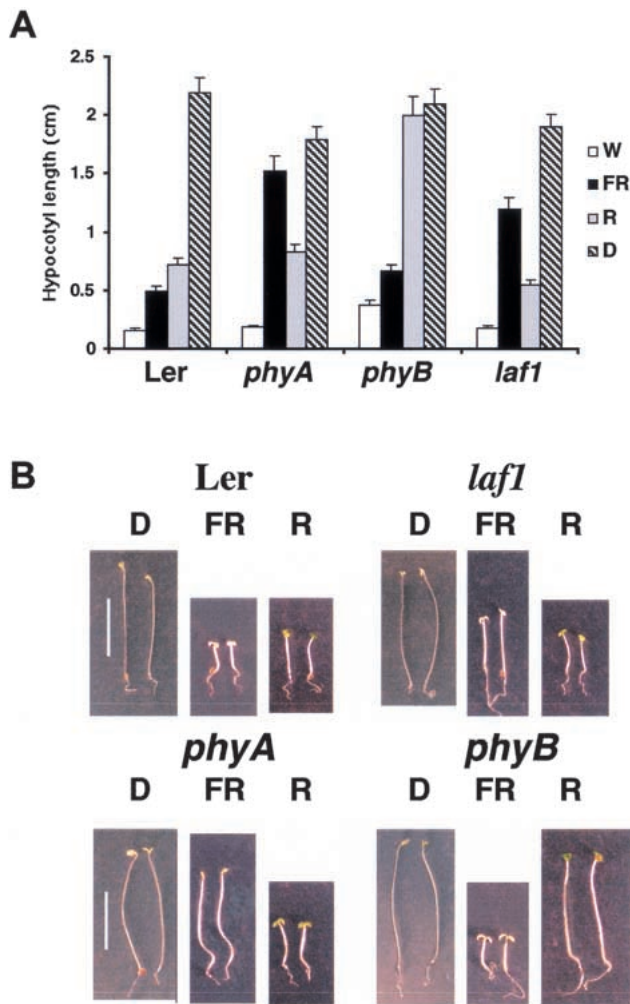 A
Hypocotyl length (cm)
2.5
2
1.5
1
0.5
0
Ler
phyA
phyB
laf1
W
FR
R
D
B
Ler
laf1
D FR R
D FR R
phyA
phyB
D FR R
D FR R